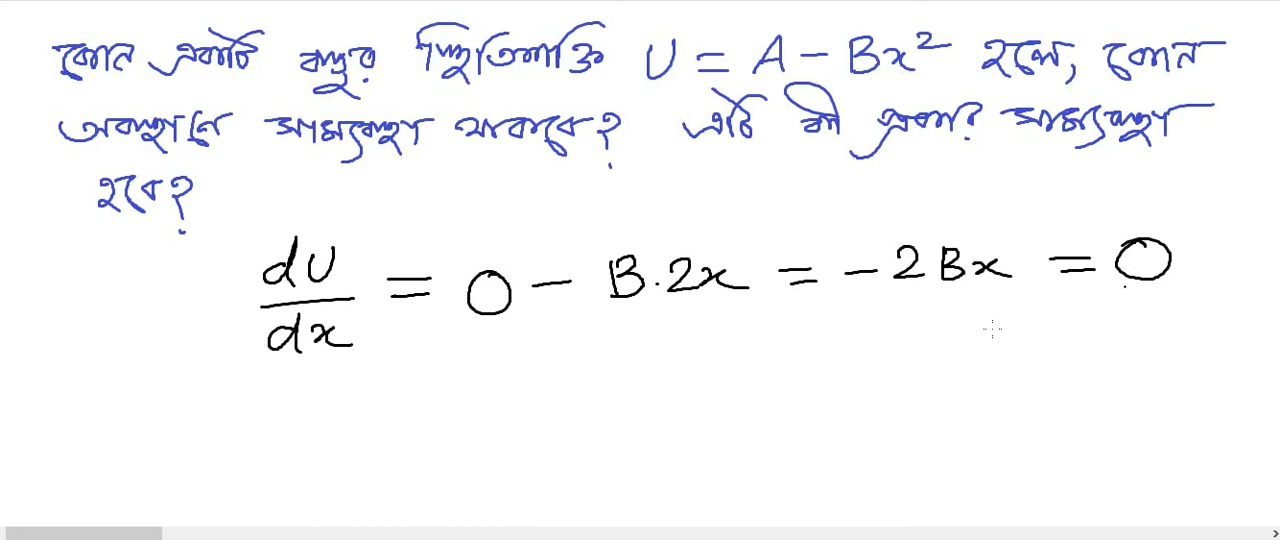 কোন একটি বস্তুর স্থিতিশক্তি U = A - Bx² হলে, কোন
অবস্থানে সাম্যাবস্থা থাকবে? এটি কী প্রকার সাম্যাবস্থা
হবে?
dU/dx = 0 - B.2x = -2Bx = 0